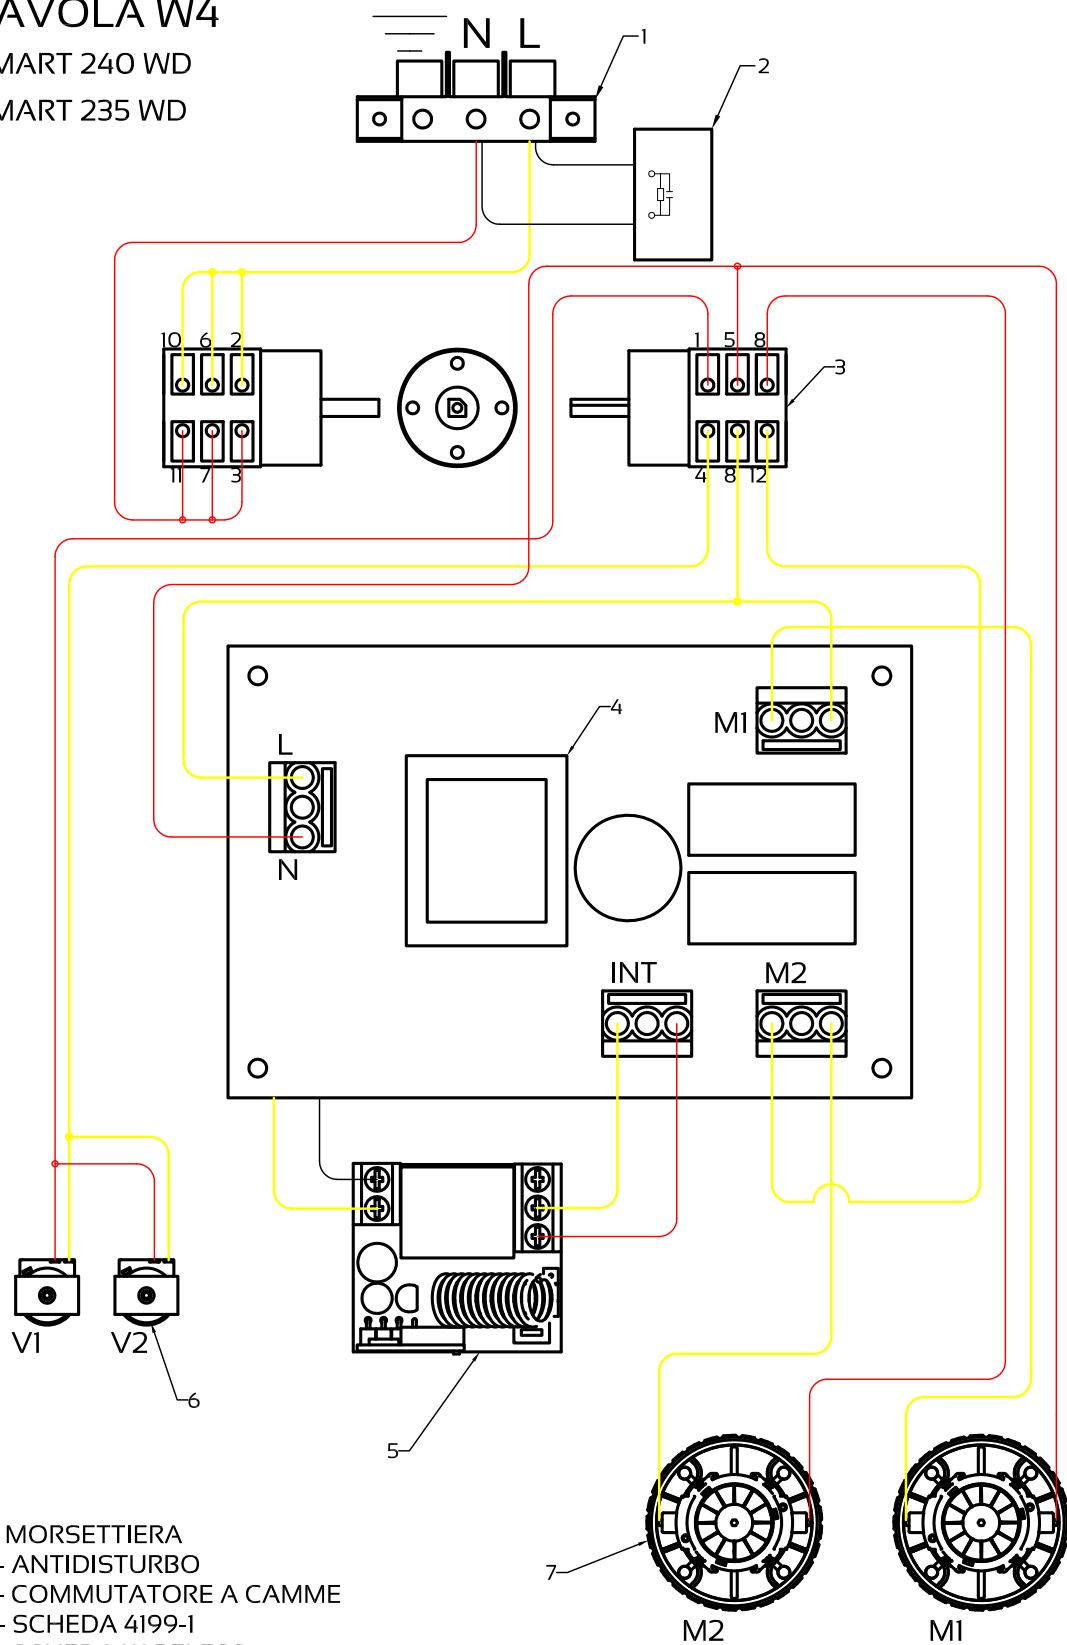 AVOLA W4
MART 240 WD
MART 235 WD
N L
1
2
10 6 2
11 7 3
1 5 8
4 8 12
3
4
L
N
M1
INT
M2
V1
V2
6
5
7
M2
M1
MORSETTIERA
- ANTIDISTURBO
- COMMUTATORE A CAMME
- SCHEDA 4199-1